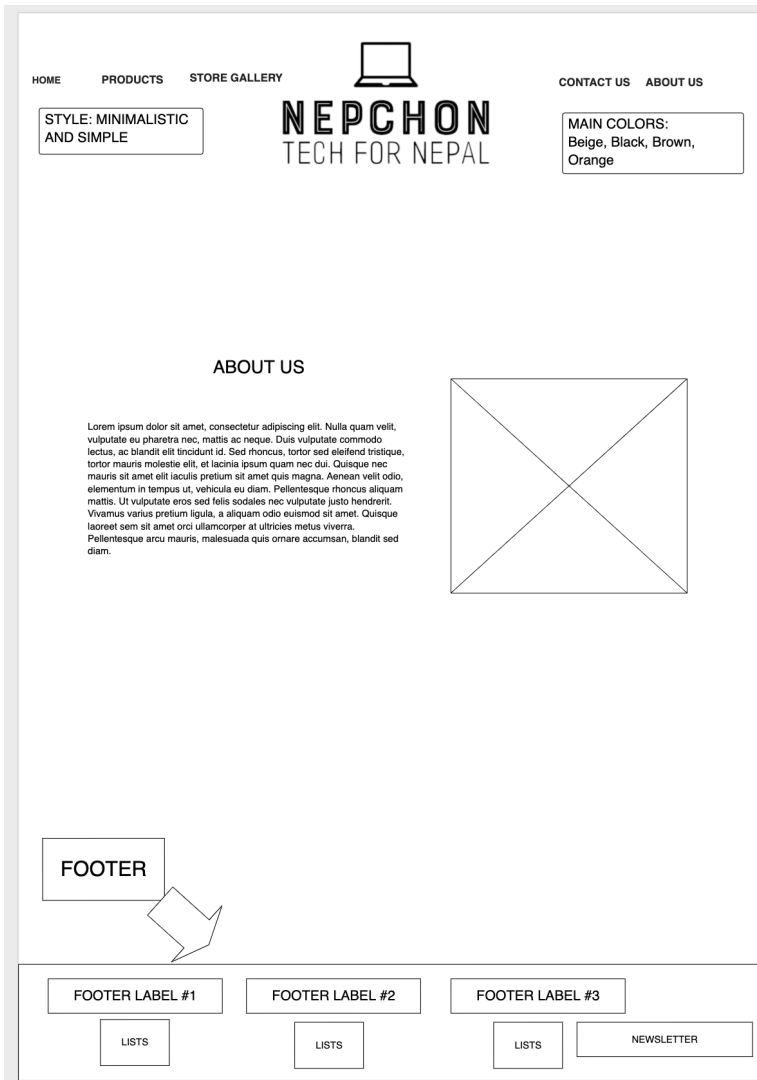 HOME
PRODUCTS
STORE GALLERY
CONTACT US
ABOUT US
NEPCHON
TECH FOR NEPAL
STYLE: MINIMALISTIC
AND SIMPLE
MAIN COLORS:
Beige, Black, Brown,
Orange
ABOUT US
Lorem ipsum dolor sit amet, consectetur adipiscing elit. Nulla quam velit,
vulputate eu pharetra nec, mattis ac neque. Duis vulputate commodo
lectus, ac blandit elit tincidunt id. Sed rhoncus, tortor sed eleifend tristique,
tortor mauris molestie elit, et lacinia ipsum quam nec dui. Quisque nec
mauris sit amet elit iaculis pretium sit amet quis magna. Aenean velit odio,
elementum in tempus ut, vehicula eu diam. Pellentesque rhoncus aliquam
mattis. Ut vulputate eros sed felis sodales nec vulputate justo hendrerit.
Vivamus varius pretium ligula, a aliquam odio euismod sit amet. Quisque
laoreet sem sit amet orci ullamcorper at ultricies metus viverra.
Pellentesque arcu mauris, malesuada quis ornare accumsan, blandit sed
diam.
FOOTER
FOOTER LABEL #1
FOOTER LABEL #2
FOOTER LABEL #3
LISTS
LISTS
LISTS
NEWSLETTER